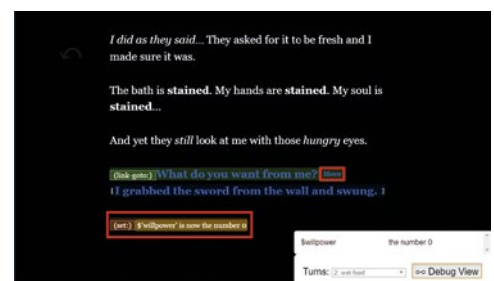 I did as they said... They asked for it to be fresh and I
made sure it was.
The bath is stained. My hands are stained. My soul is
stained...
And yet they still look at me with those hungry eyes.
(link-goto:) What do you want from me?
I grabbed the sword from the wall and swung.
(set:) $'willpower' is now the number 0
$willpower the number 0
Turns: 2. Debug View